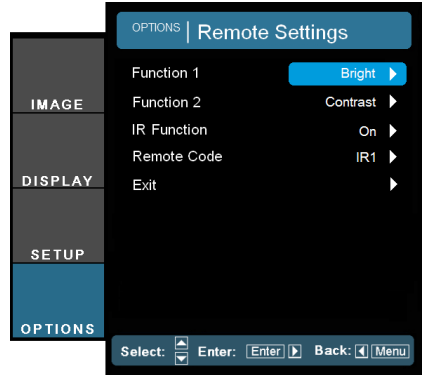 OPTIONS | Remote Settings
Function 1 Bright
Function 2 Contrast
IR Function On
Remote Code IR1
Exit
IMAGE
DISPLAY
SETUP
OPTIONS
Select: Enter: Enter Back: Menu